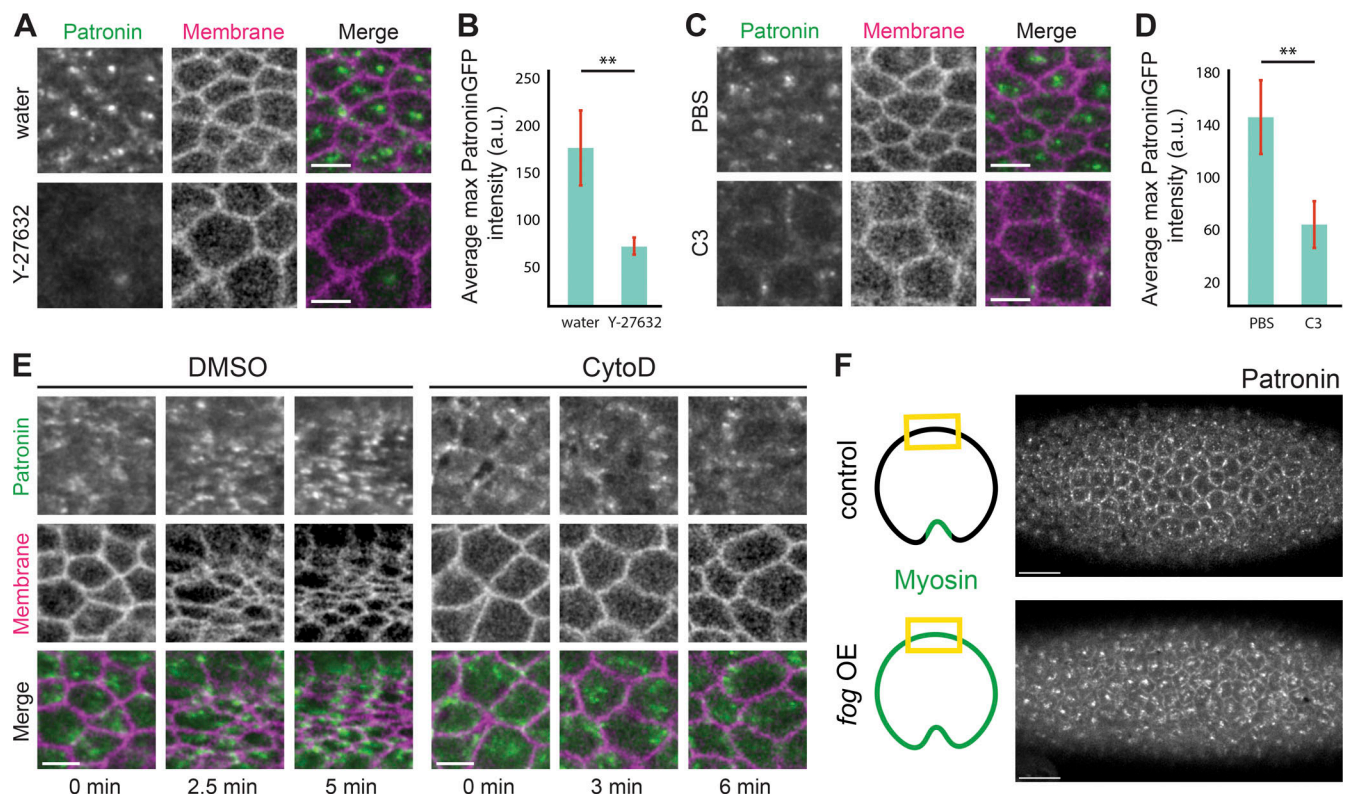 A
Patronin
Membrane
Merge
water
Y-27632
B
Average max PatroninGFP
intensity (a.u.)
250
200
150
100
50
**
water
Y-27632
C
Patronin
Membrane
Merge
PBS
C3
D
Average max PatroninGFP
intensity (a.u.)
180
140
100
60
20
**
PBS
C3
E
DMSO
CytoD
Patronin
Membrane
Merge
0 min
2.5 min
5 min
0 min
3 min
6 min
F
Patronin
control
Myosin
fog OE